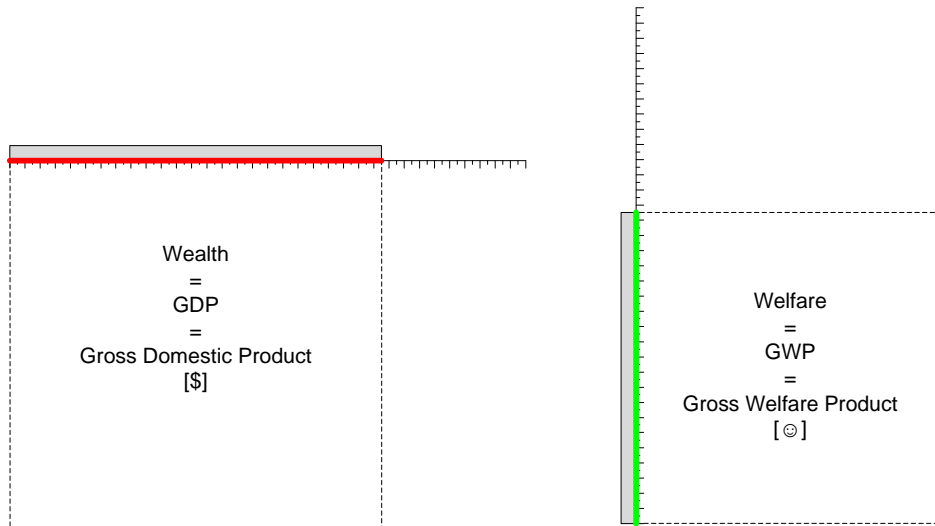 Wealth
=
GDP
=
Gross Domestic Product
[$]
Welfare
=
GWP
=
Gross Welfare Product
[☺]